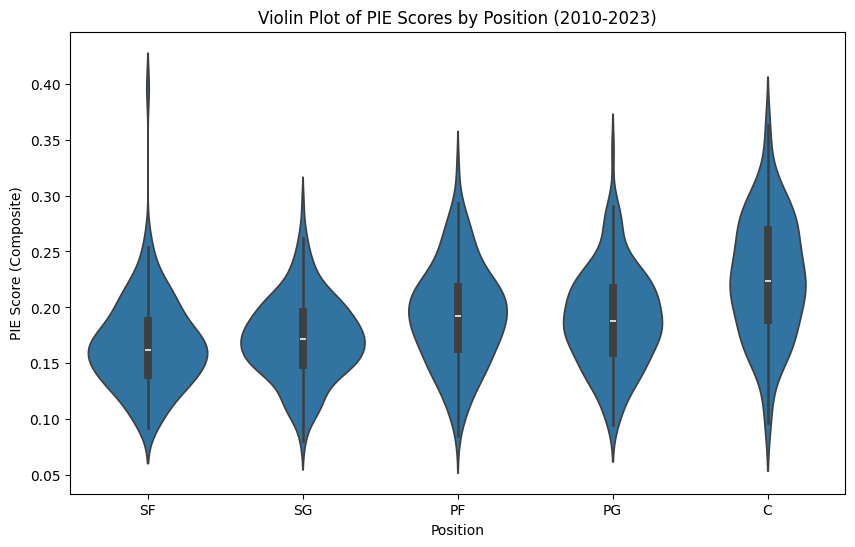 Violin Plot of PIE Scores by Position (2010-2023)
PIE Score (Composite)
0.40
0.35
0.30
0.25
0.20
0.15
0.10
0.05
SF SG PF PG C
Position